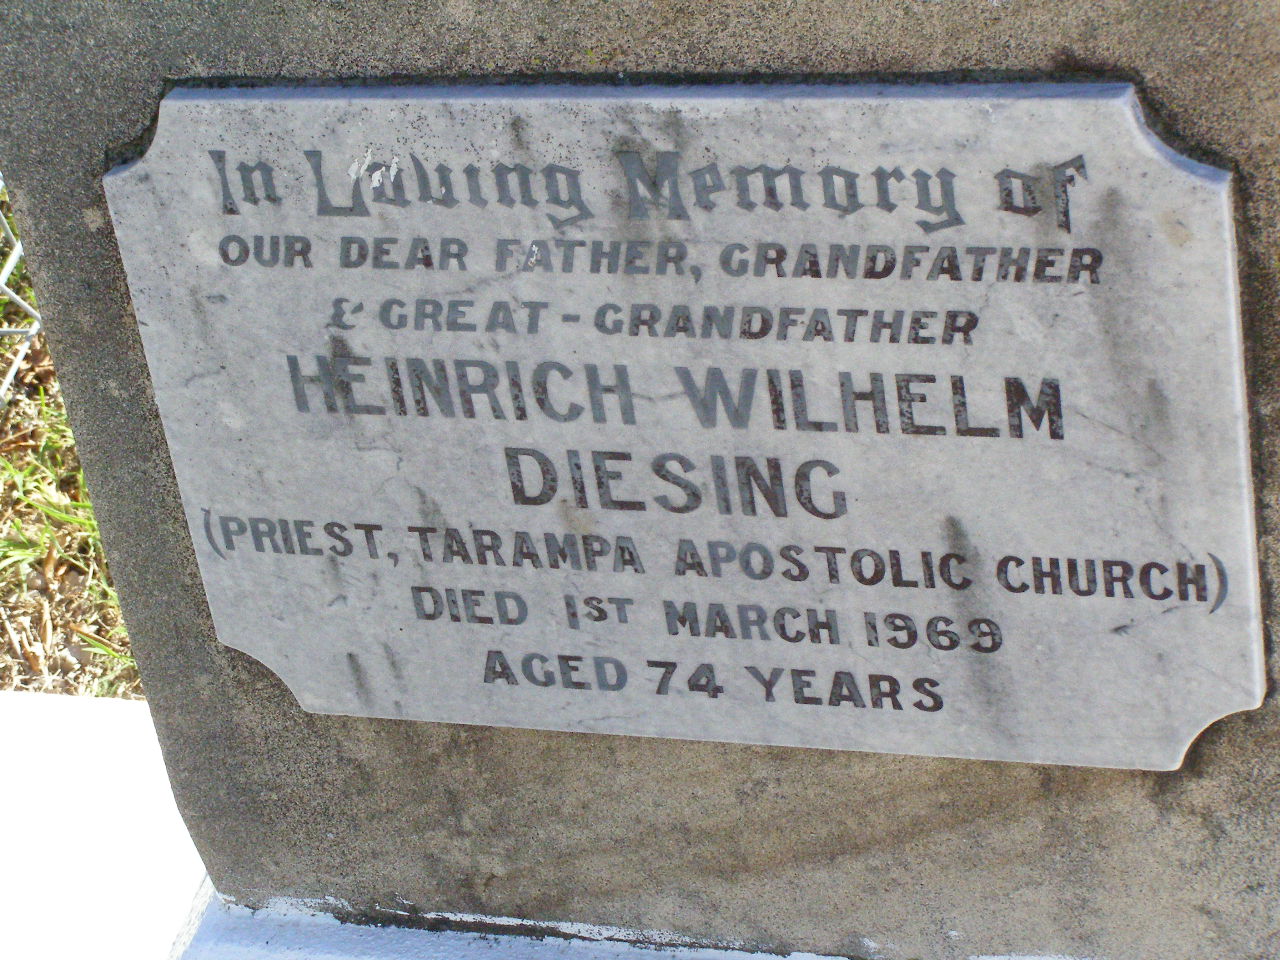 In Loving Memory of
OUR DEAR FATHER, GRANDFATHER
& GREAT-GRANDFATHER
HEINRICH WILHELM
DIESING
(PRIEST, TARAMPA APOSTOLIC CHURCH)
DIED 1ST MARCH 1969
AGED 74 YEARS